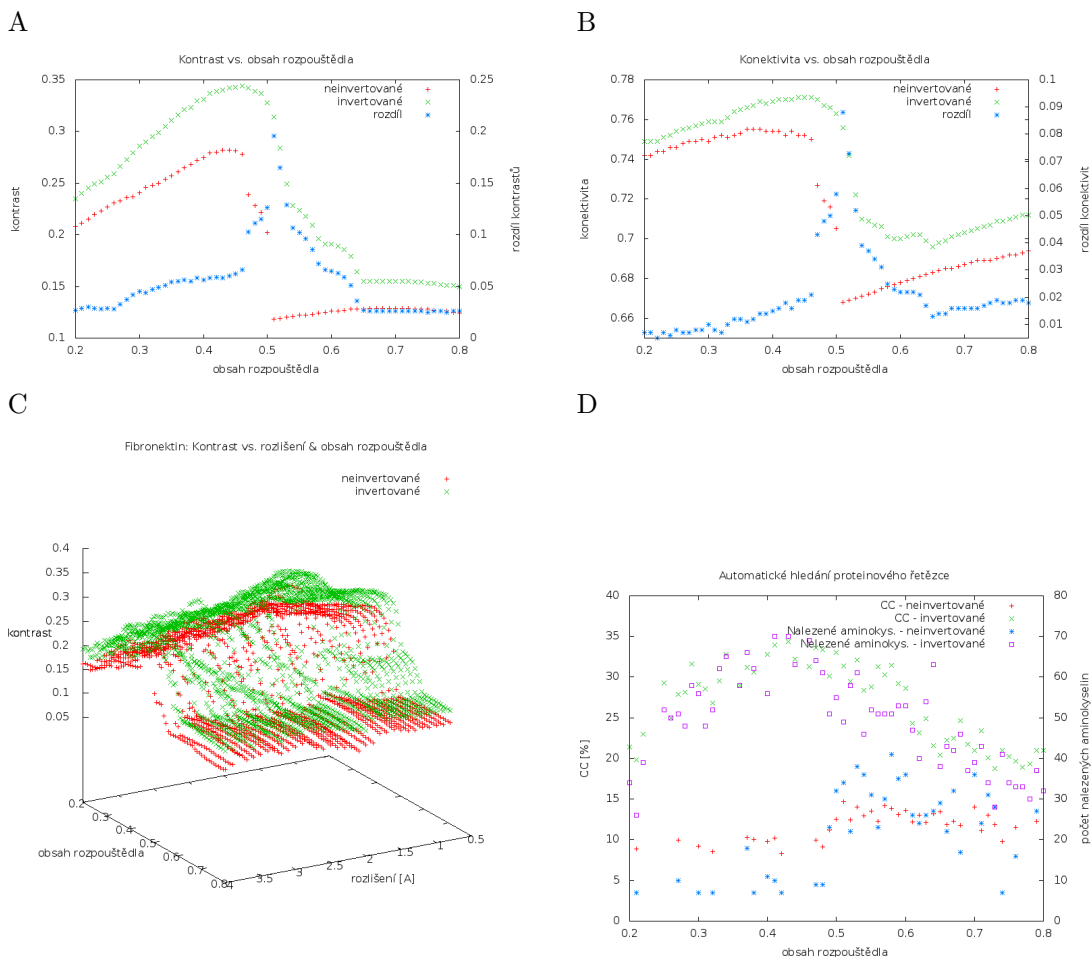 A
Kontrast vs. obsah rozpouštědla
neinvertované
invertované
rozdíl
0.35
0.3
0.25
0.2
0.15
0.1
kontrast
0.25
0.2
0.15
0.1
0.05
0
rozdíl kontrastů
0.2 0.3 0.4 0.5 0.6 0.7 0.8
obsah rozpouštědla
B
Konektivita vs. obsah rozpouštědla
neinvertované
invertované
rozdíl
0.78
0.76
0.74
0.72
0.7
0.68
0.66
konektivita
0.1
0.09
0.08
0.07
0.06
0.05
0.04
0.03
0.02
0.01
rozdíl konektivit
0.2 0.3 0.4 0.5 0.6 0.7 0.8
obsah rozpouštědla
C
Fibronektin: Kontrast vs. rozlišení & obsah rozpouštědla
neinvertované
invertované
0.4
0.35
0.3
0.25
0.2
0.15
0.1
0.05
kontrast
0.2
0.3
0.4
0.5
0.6
0.7
0.8
obsah rozpouštědla
4 3.5 3 2.5 2 1.5 1 0.5
rozlišení [A]
D
Automatické hledání proteinového řetězce
CC - neinvertované
CC - invertované
Nalezené aminokys. - neinvertované
Nelezené aminokys. - invertované
40
35
30
25
20
15
10
5
0
CC [%]
80
70
60
50
40
30
20
10
0
počet nalezených aminokyselin
0.2 0.3 0.4 0.5 0.6 0.7 0.8
obsah rozpouštědla